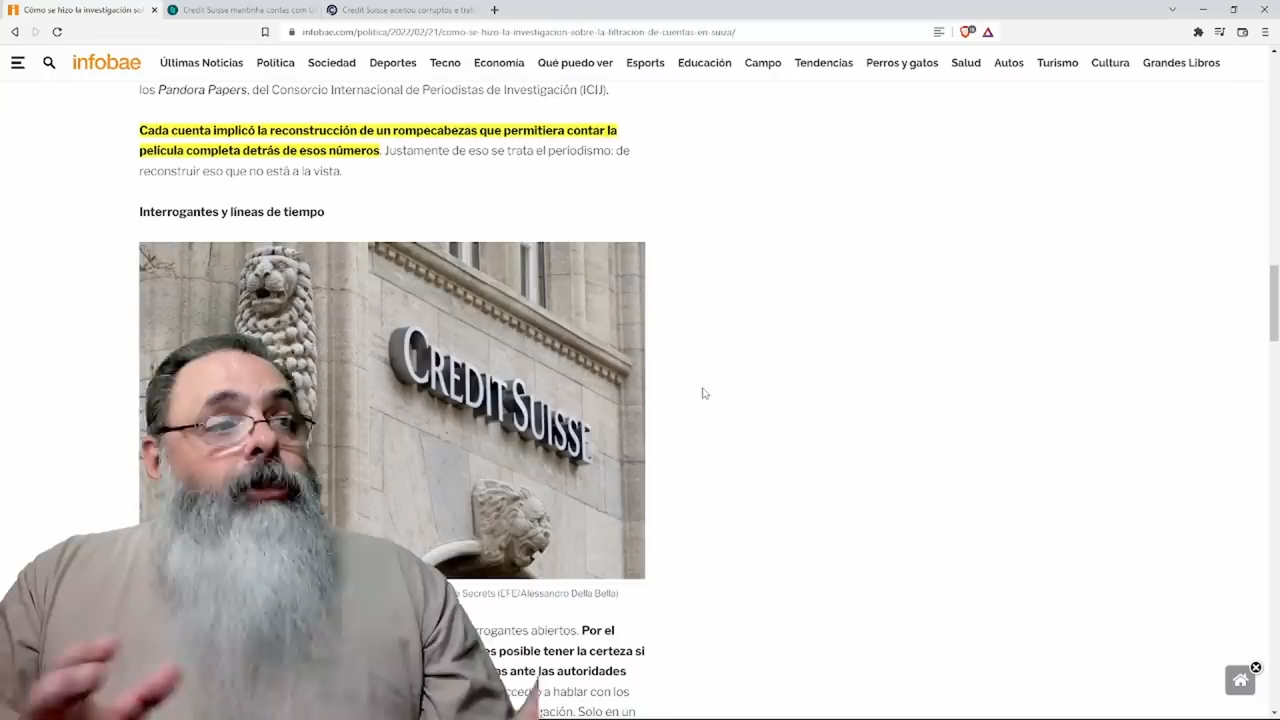 Cómo se hizo la investigación so
Credit Suisse mantinha contas com U
Credit Suisse aceitou corruptos e tra
infobae.com/politica/2022/02/21/como-se-hizo-la-investigacion-sobre-la-filtracion-de-cuentas-en-suiza/
infobae Últimas Noticias Política Sociedad Deportes Tecno Economía Qué puedo ver Esports Educación Campo Tendencias Perros y gatos Salud Autos Turismo Cultura Grandes Libros
los Pandora Papers, del Consorcio Internacional de Periodistas de Investigación (ICIJ).
Cada cuenta implicó la reconstrucción de un rompecabezas que permitiera contar la
película completa detrás de esos números. Justamente de eso se trata el periodismo: de
reconstruir eso que no está a la vista.
Interrogantes y líneas de tiempo
CREDIT SUISSE
Secrets (EFE/Alessandro Della Bella)
rrogantes abiertos. Por el
es posible tener la certeza si
as ante las autoridades
ccedió a hablar con los
gación. Solo en un